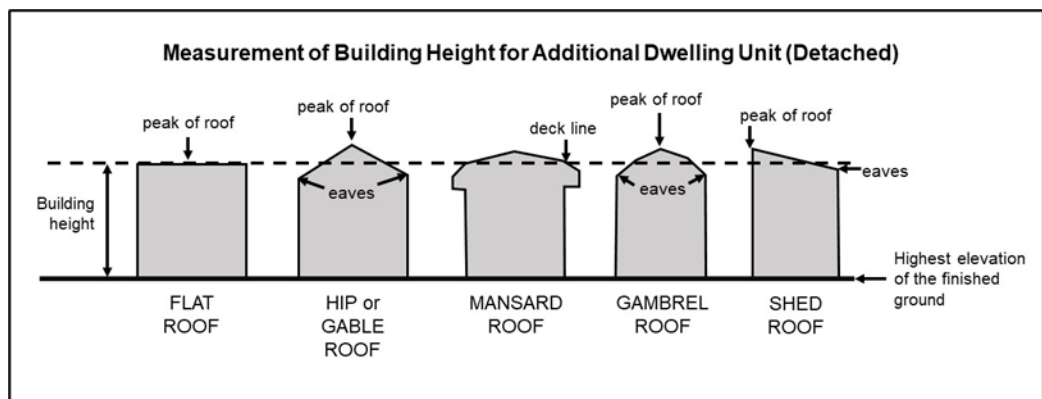 Measurement of Building Height for Additional Dwelling Unit (Detached)
peak of roof
peak of roof
deck line
peak of roof
peak of roof
eaves
eaves
eaves
Building
height
Highest elevation
of the finished
ground
FLAT
ROOF
HIP or
GABLE
ROOF
MANSARD
ROOF
GAMBREL
ROOF
SHED
ROOF